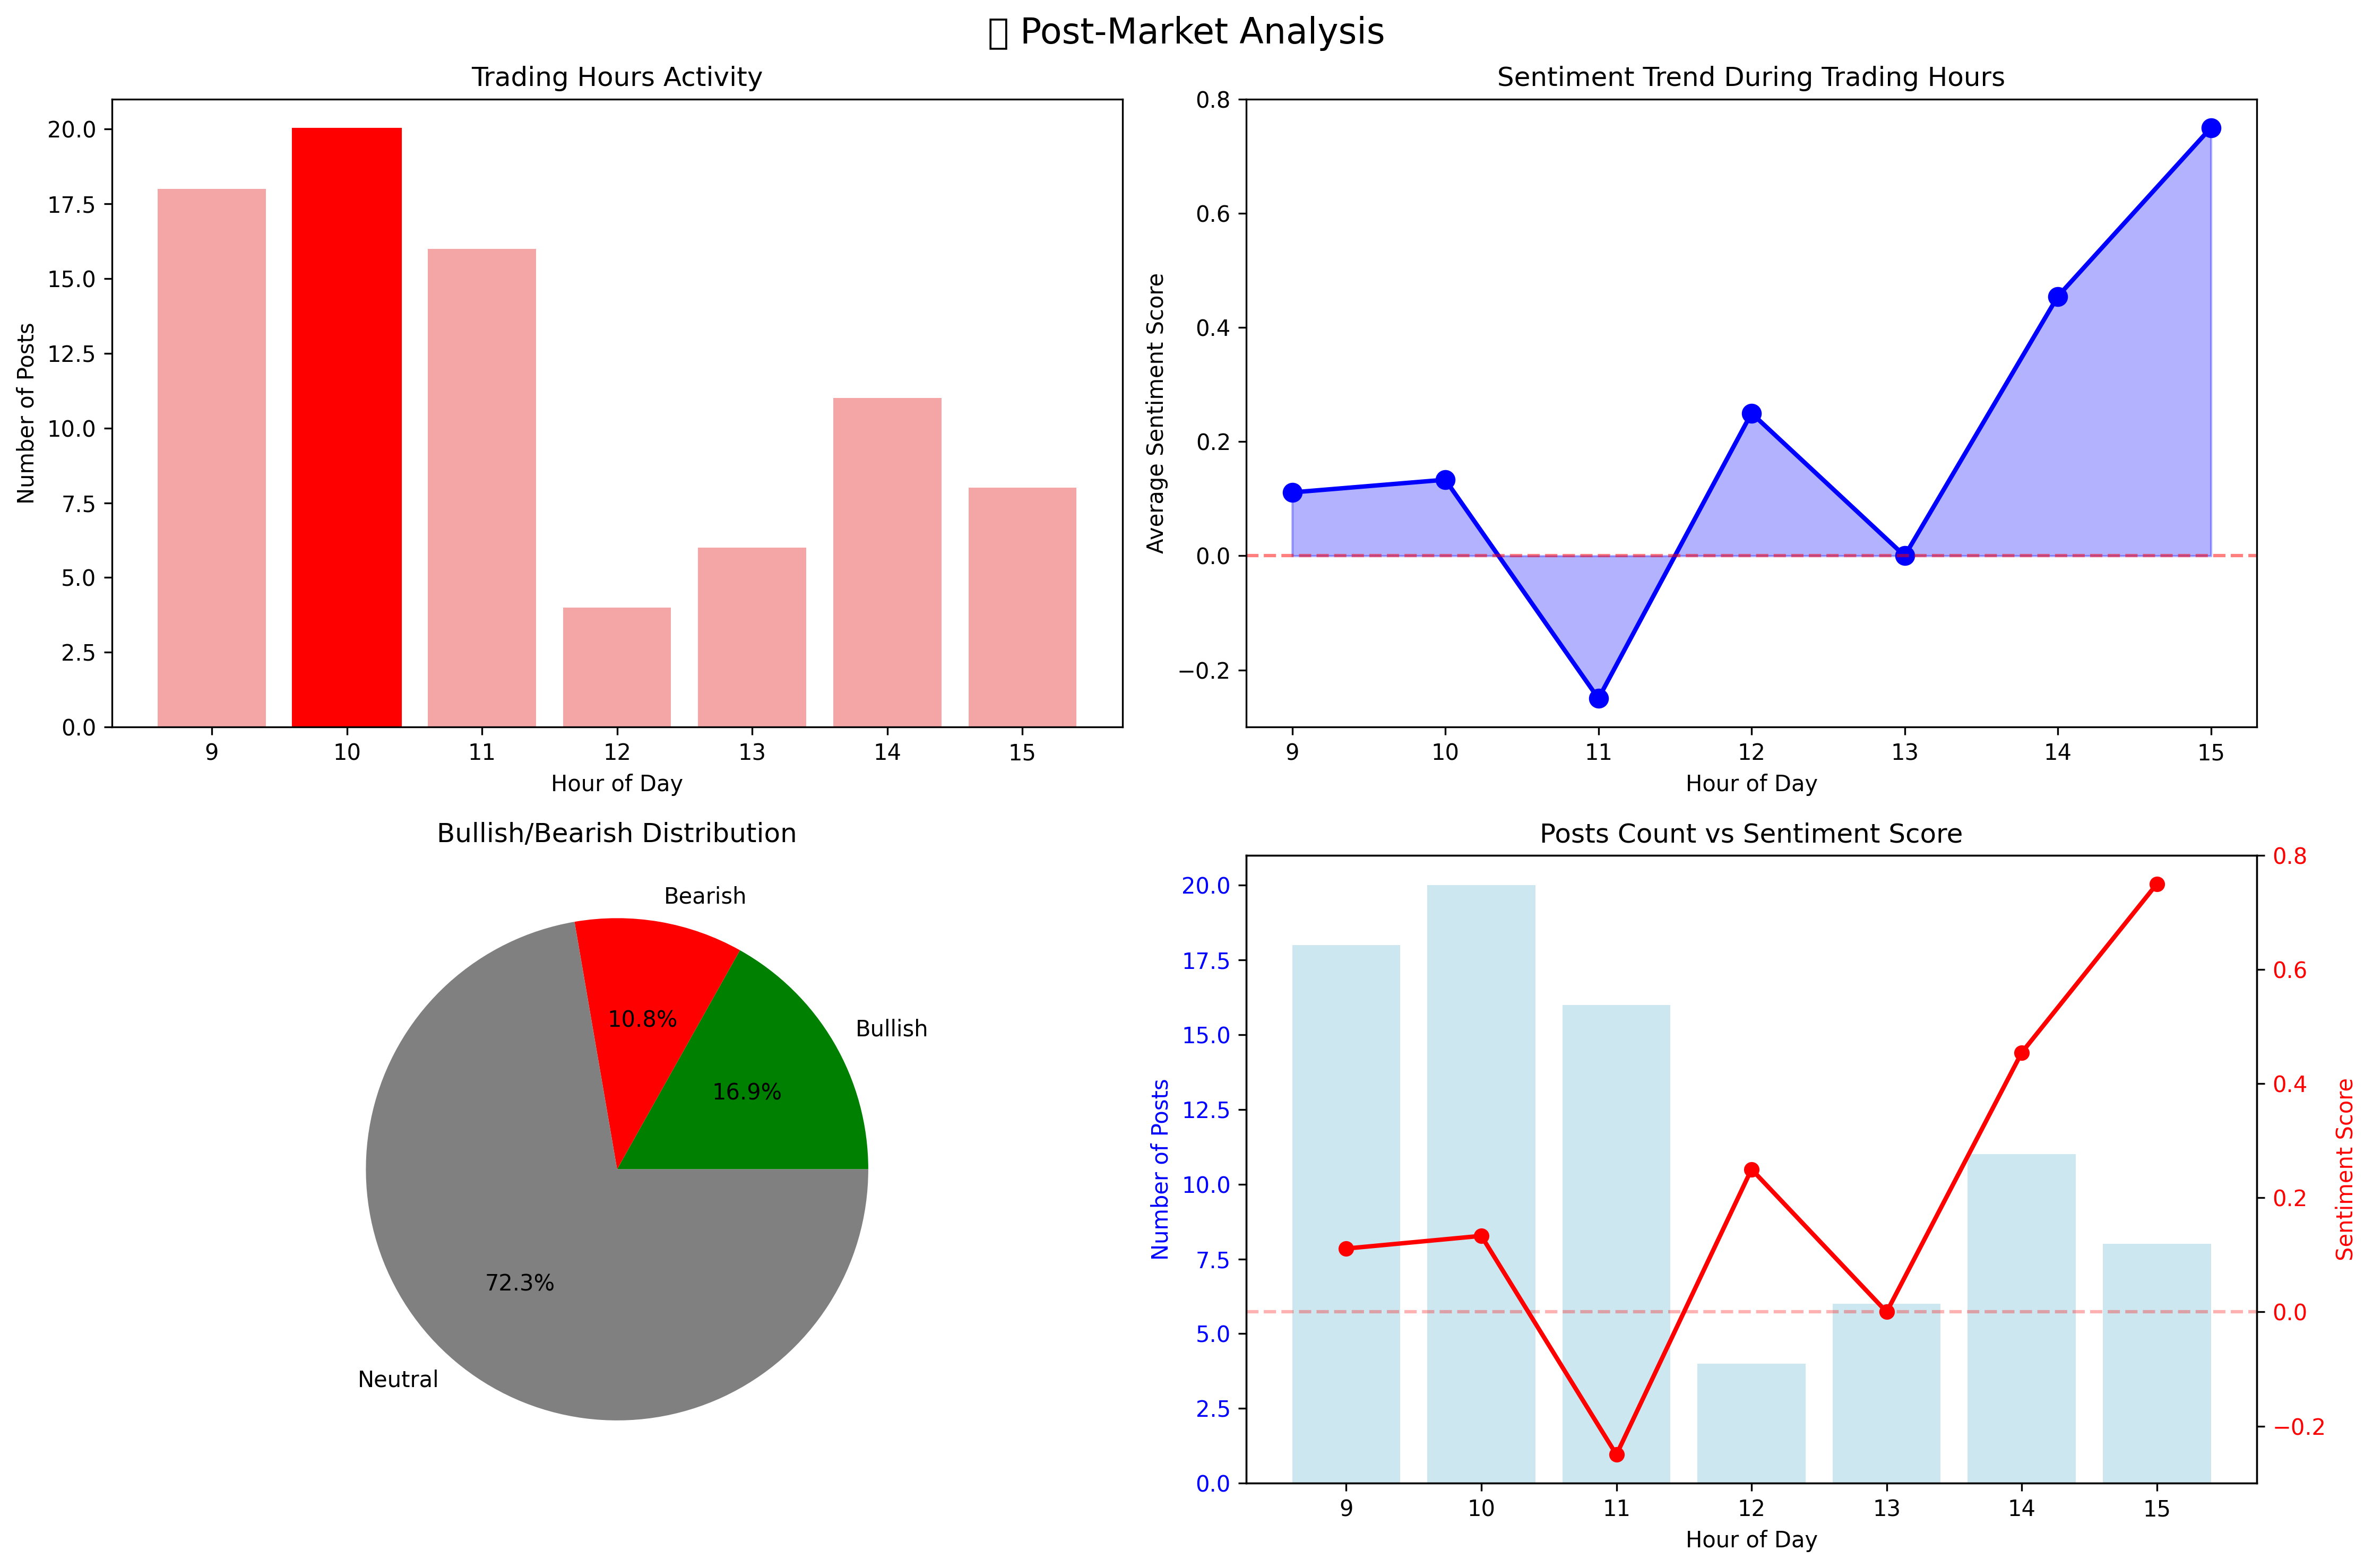 Post-Market Analysis
Trading Hours Activity
Number of Posts
20.0
17.5
15.0
12.5
10.0
7.5
5.0
2.5
0.0
9 10 11 12 13 14 15
Hour of Day
Sentiment Trend During Trading Hours
Average Sentiment Score
0.8
0.6
0.4
0.2
0.0
−0.2
9 10 11 12 13 14 15
Hour of Day
Bullish/Bearish Distribution
Bearish
10.8%
Bullish
16.9%
72.3%
Neutral
Posts Count vs Sentiment Score
Number of Posts
20.0
17.5
15.0
12.5
10.0
7.5
5.0
2.5
0.0
0.8
0.6
0.4
0.2
0.0
−0.2
Sentiment Score
9 10 11 12 13 14 15
Hour of Day